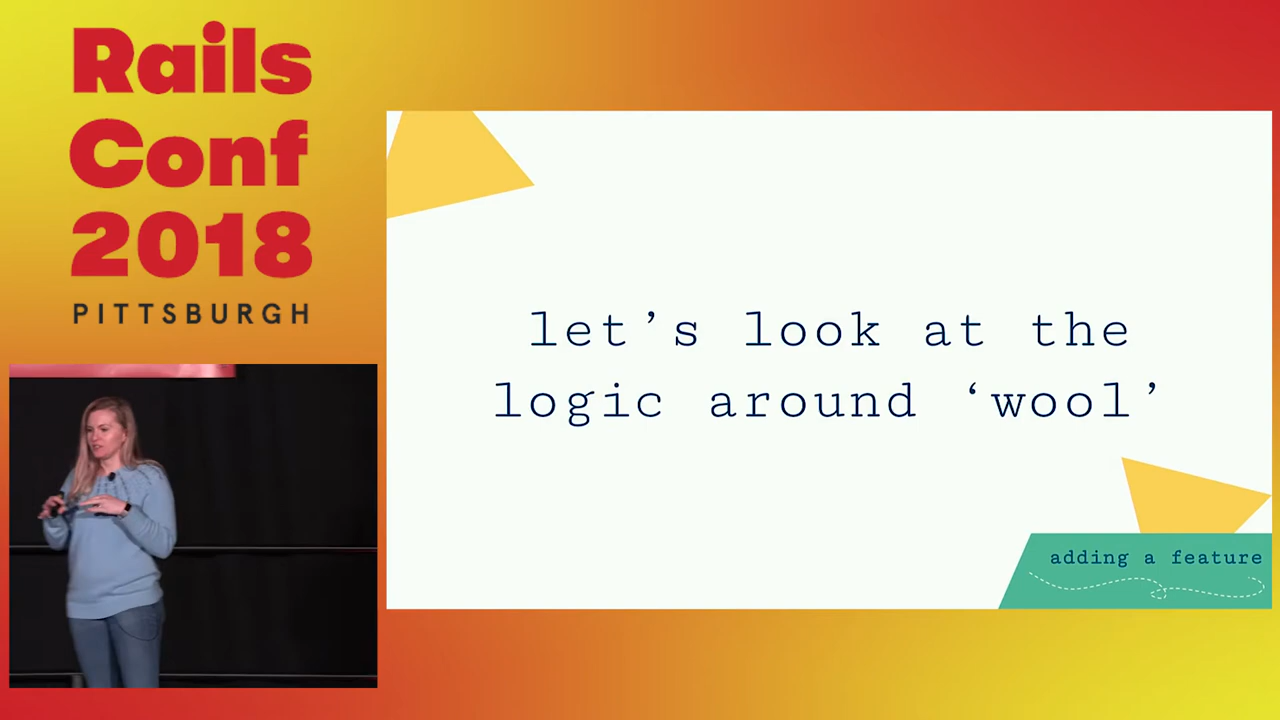 Rails
Conf
2018
PITTSBURGH
let’s look at the
logic around ‘wool’
adding a feature